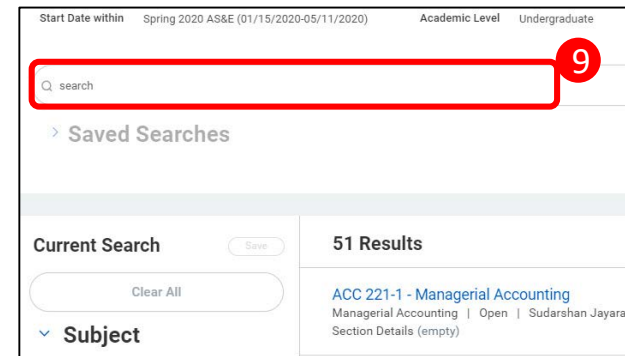 Start Date within Spring 2020 AS&E (01/15/2020-05/11/2020) Academic Level Undergraduate
9
search
Saved Searches
Current Search Save 51 Results
Clear All
ACC 221-1 - Managerial Accounting
Managerial Accounting | Open | Sudarshan Jayara
Subject
Section Details (empty)